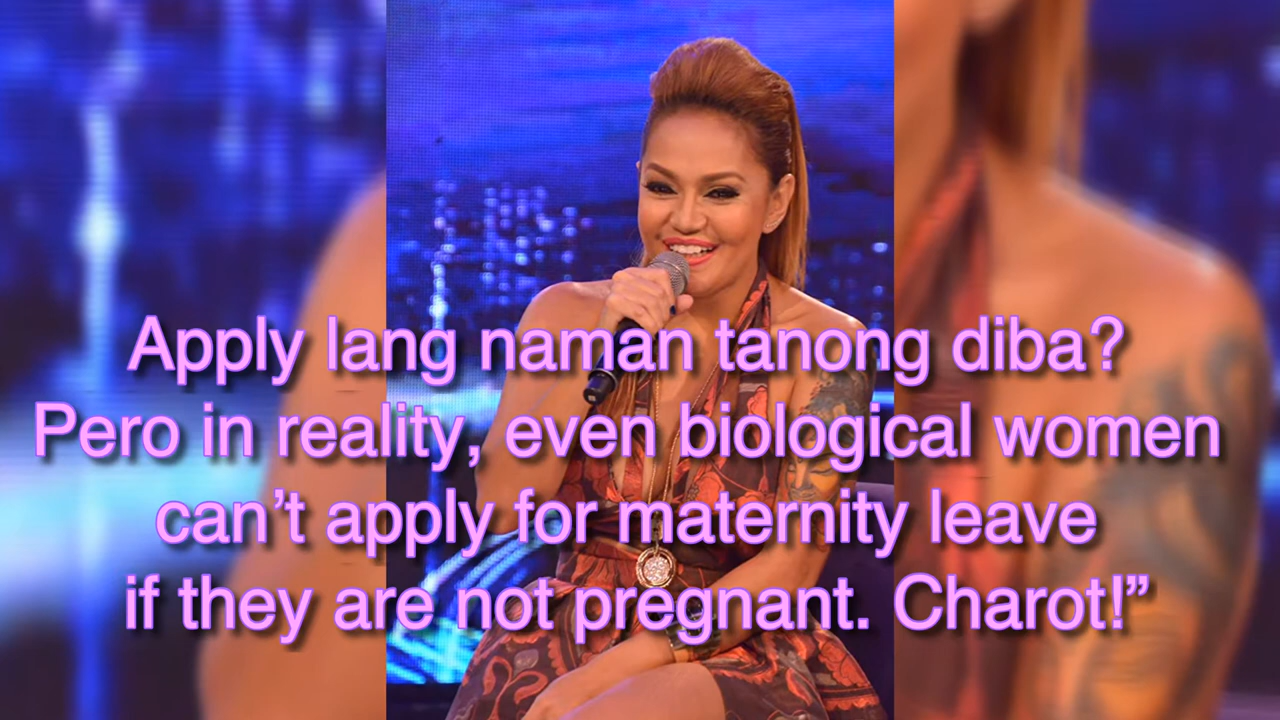 Apply lang naman tanong diba?
Pero in reality, even biological women
can’t apply for maternity leave
if they are not pregnant. Charot!”